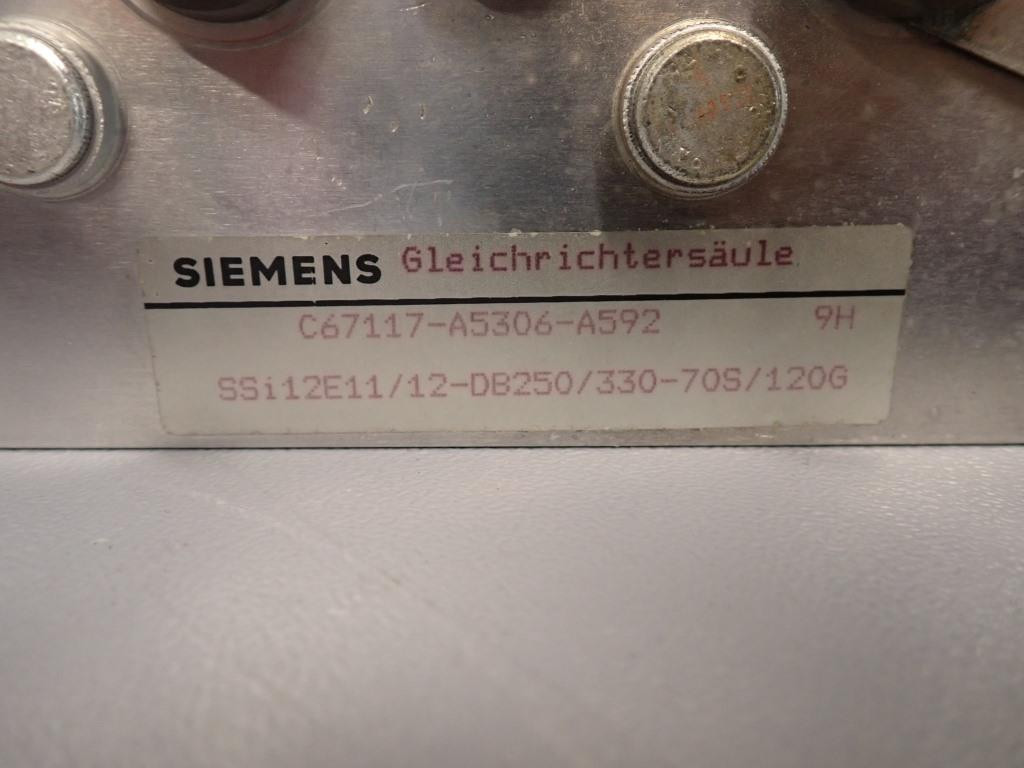 SIEMENS Gleichrichtersäule
C67117-A5306-A592 9H
SSi12E11/12-DB250/330-70S/120G